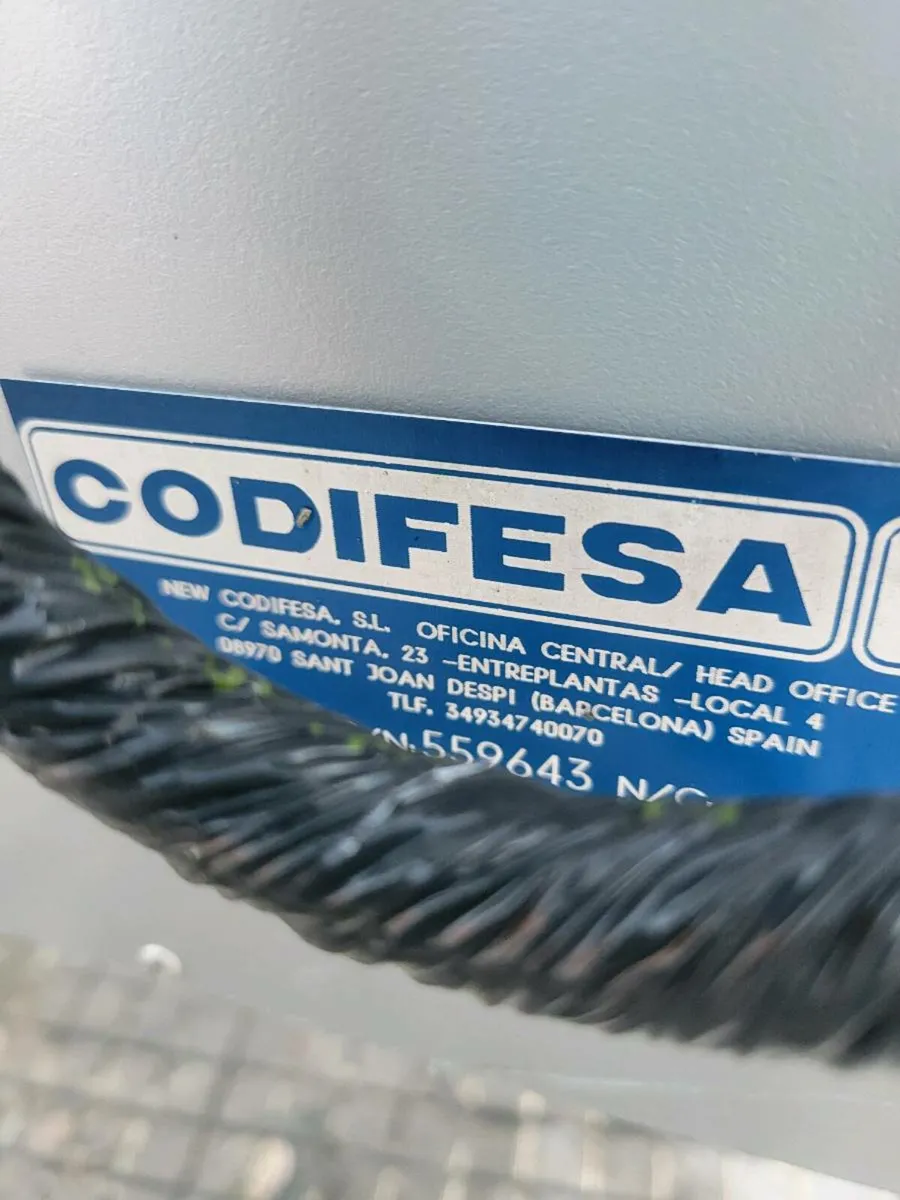 CODIFESA
NEW CODIFESA, S.L. OFICINA CENTRAL/ HEAD OFFICE
C/ SAMONTA, 23 -ENTREPLANTAS -LOCAL 4
08970 SANT JOAN DESPI (BARCELONA) SPAIN
TLF. 34934740070
/N.559643 N/C.